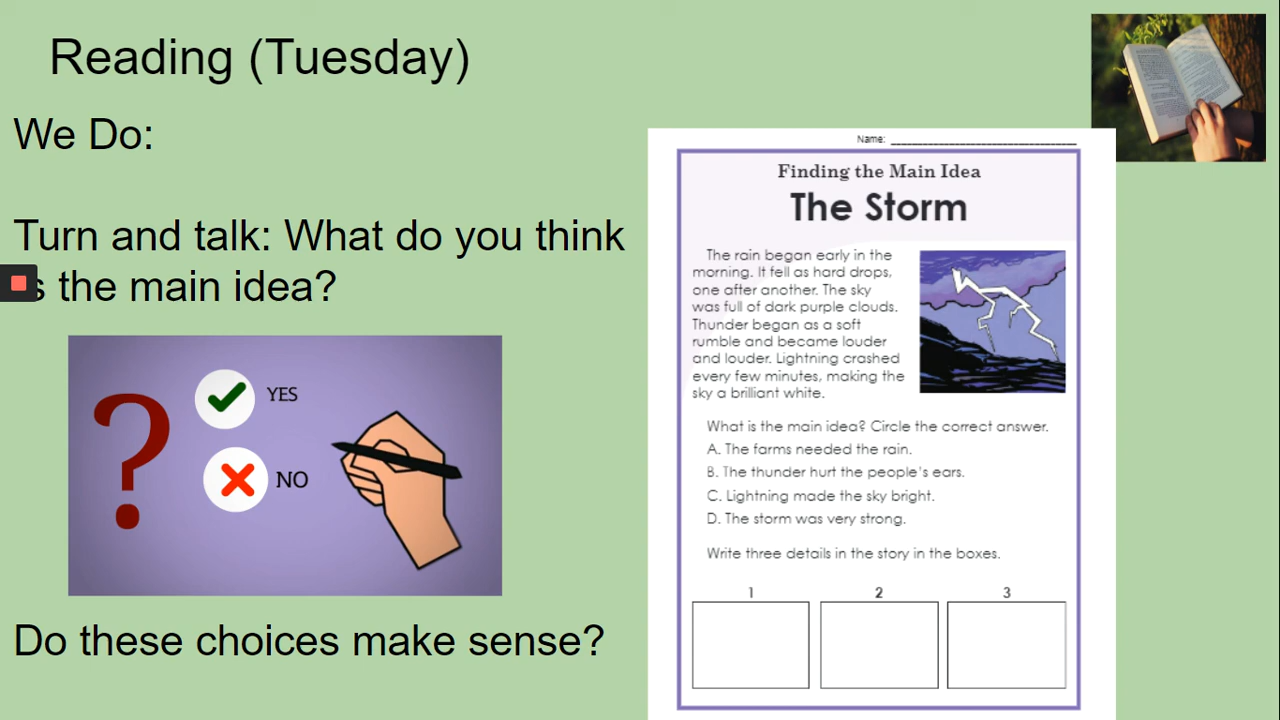 Reading (Tuesday)
We Do:
Turn and talk: What do you think
the main idea?
YES
NO
Do these choices make sense?
Name:
Finding the Main Idea
The Storm
The rain began early in the
morning. It fell as hard drops,
one after another. The sky
was full of dark purple clouds.
Thunder began as a soft
rumble and became louder
and louder. Lightning crashed
every few minutes, making the
sky a brilliant white.
What is the main idea? Circle the correct answer.
A. The farms needed the rain.
B. The thunder hurt the people's ears.
C. Lightning made the sky bright.
D. The storm was very strong.
Write three details in the story in the boxes.
1 2 3